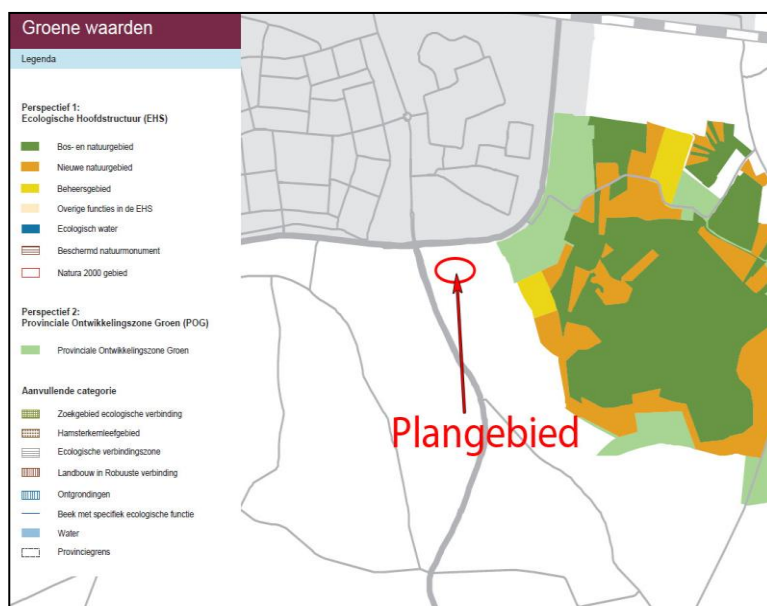 Groene waarden
Legenda
Perspectief 1:
Ecologische Hoofdstructuur (EHS)
Bos- en natuurgebied
Nieuwe natuurgebied
Beheersgebied
Overige functies in de EHS
Ecologisch water
Beschermd natuurmonument
Natura 2000 gebied
Perspectief 2:
Provinciale Ontwikkelingszone Groen (POG)
Provinciale Ontwikkelingszone Groen
Aanvullende categorie
Zoekgebied ecologische verbinding
Hamsterkernleefgebied
Ecologische verbindingszone
Landbouw in Robuuste verbinding
Ontgrondingen
Beek met specifiek ecologische functie
Water
Provinciegrens
Plangebied